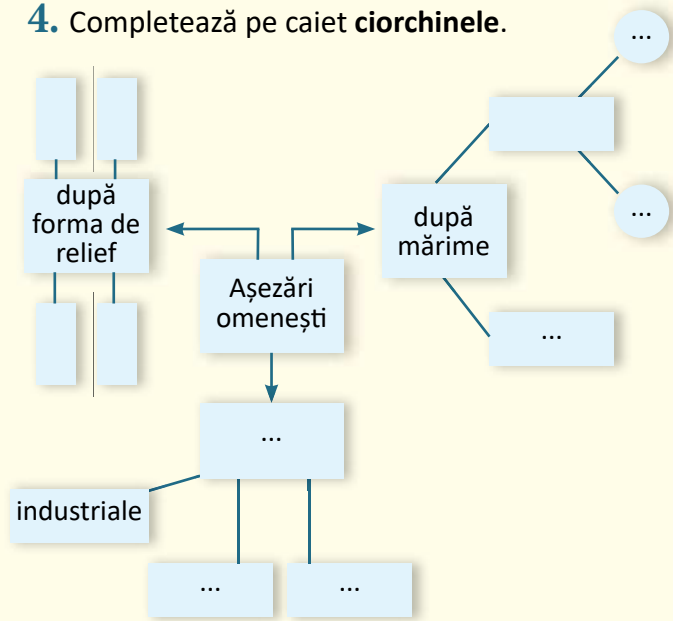 4. Completează pe caiet ciorchinele.
...
după
forma de
relief
după
mărime
...
Așezări
omenești
...
...
industriale
...
...